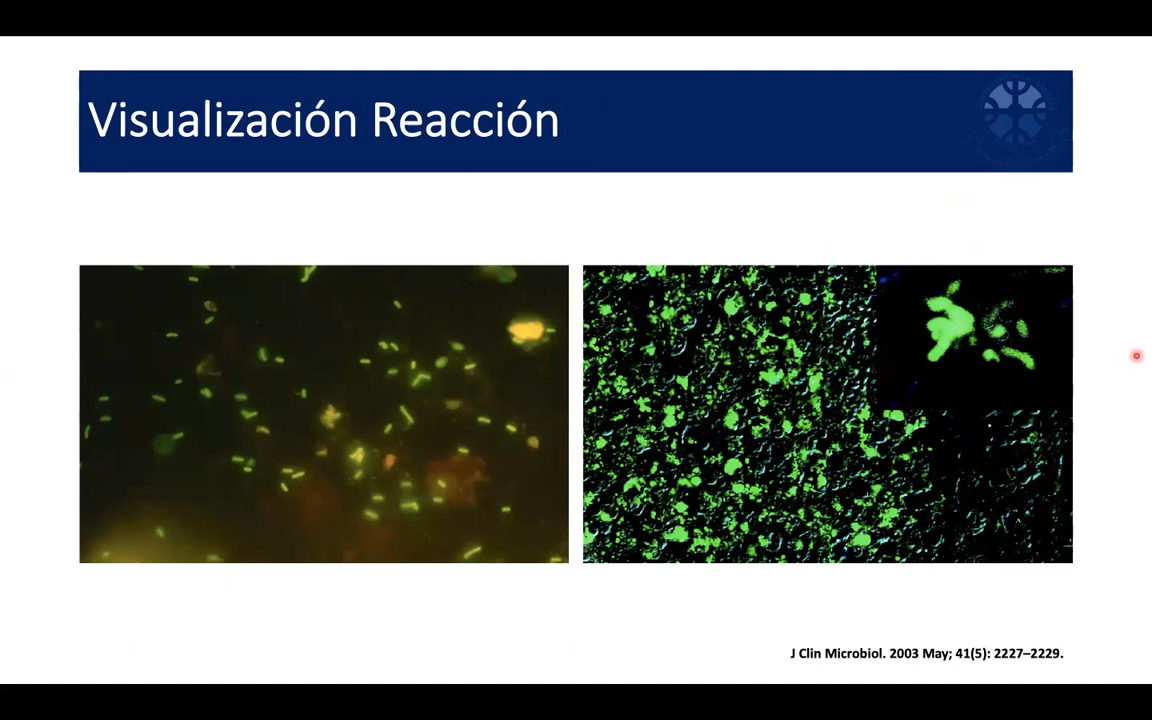 Visualización Reacción
J Clin Microbiol. 2003 May; 41(5): 2227–2229.